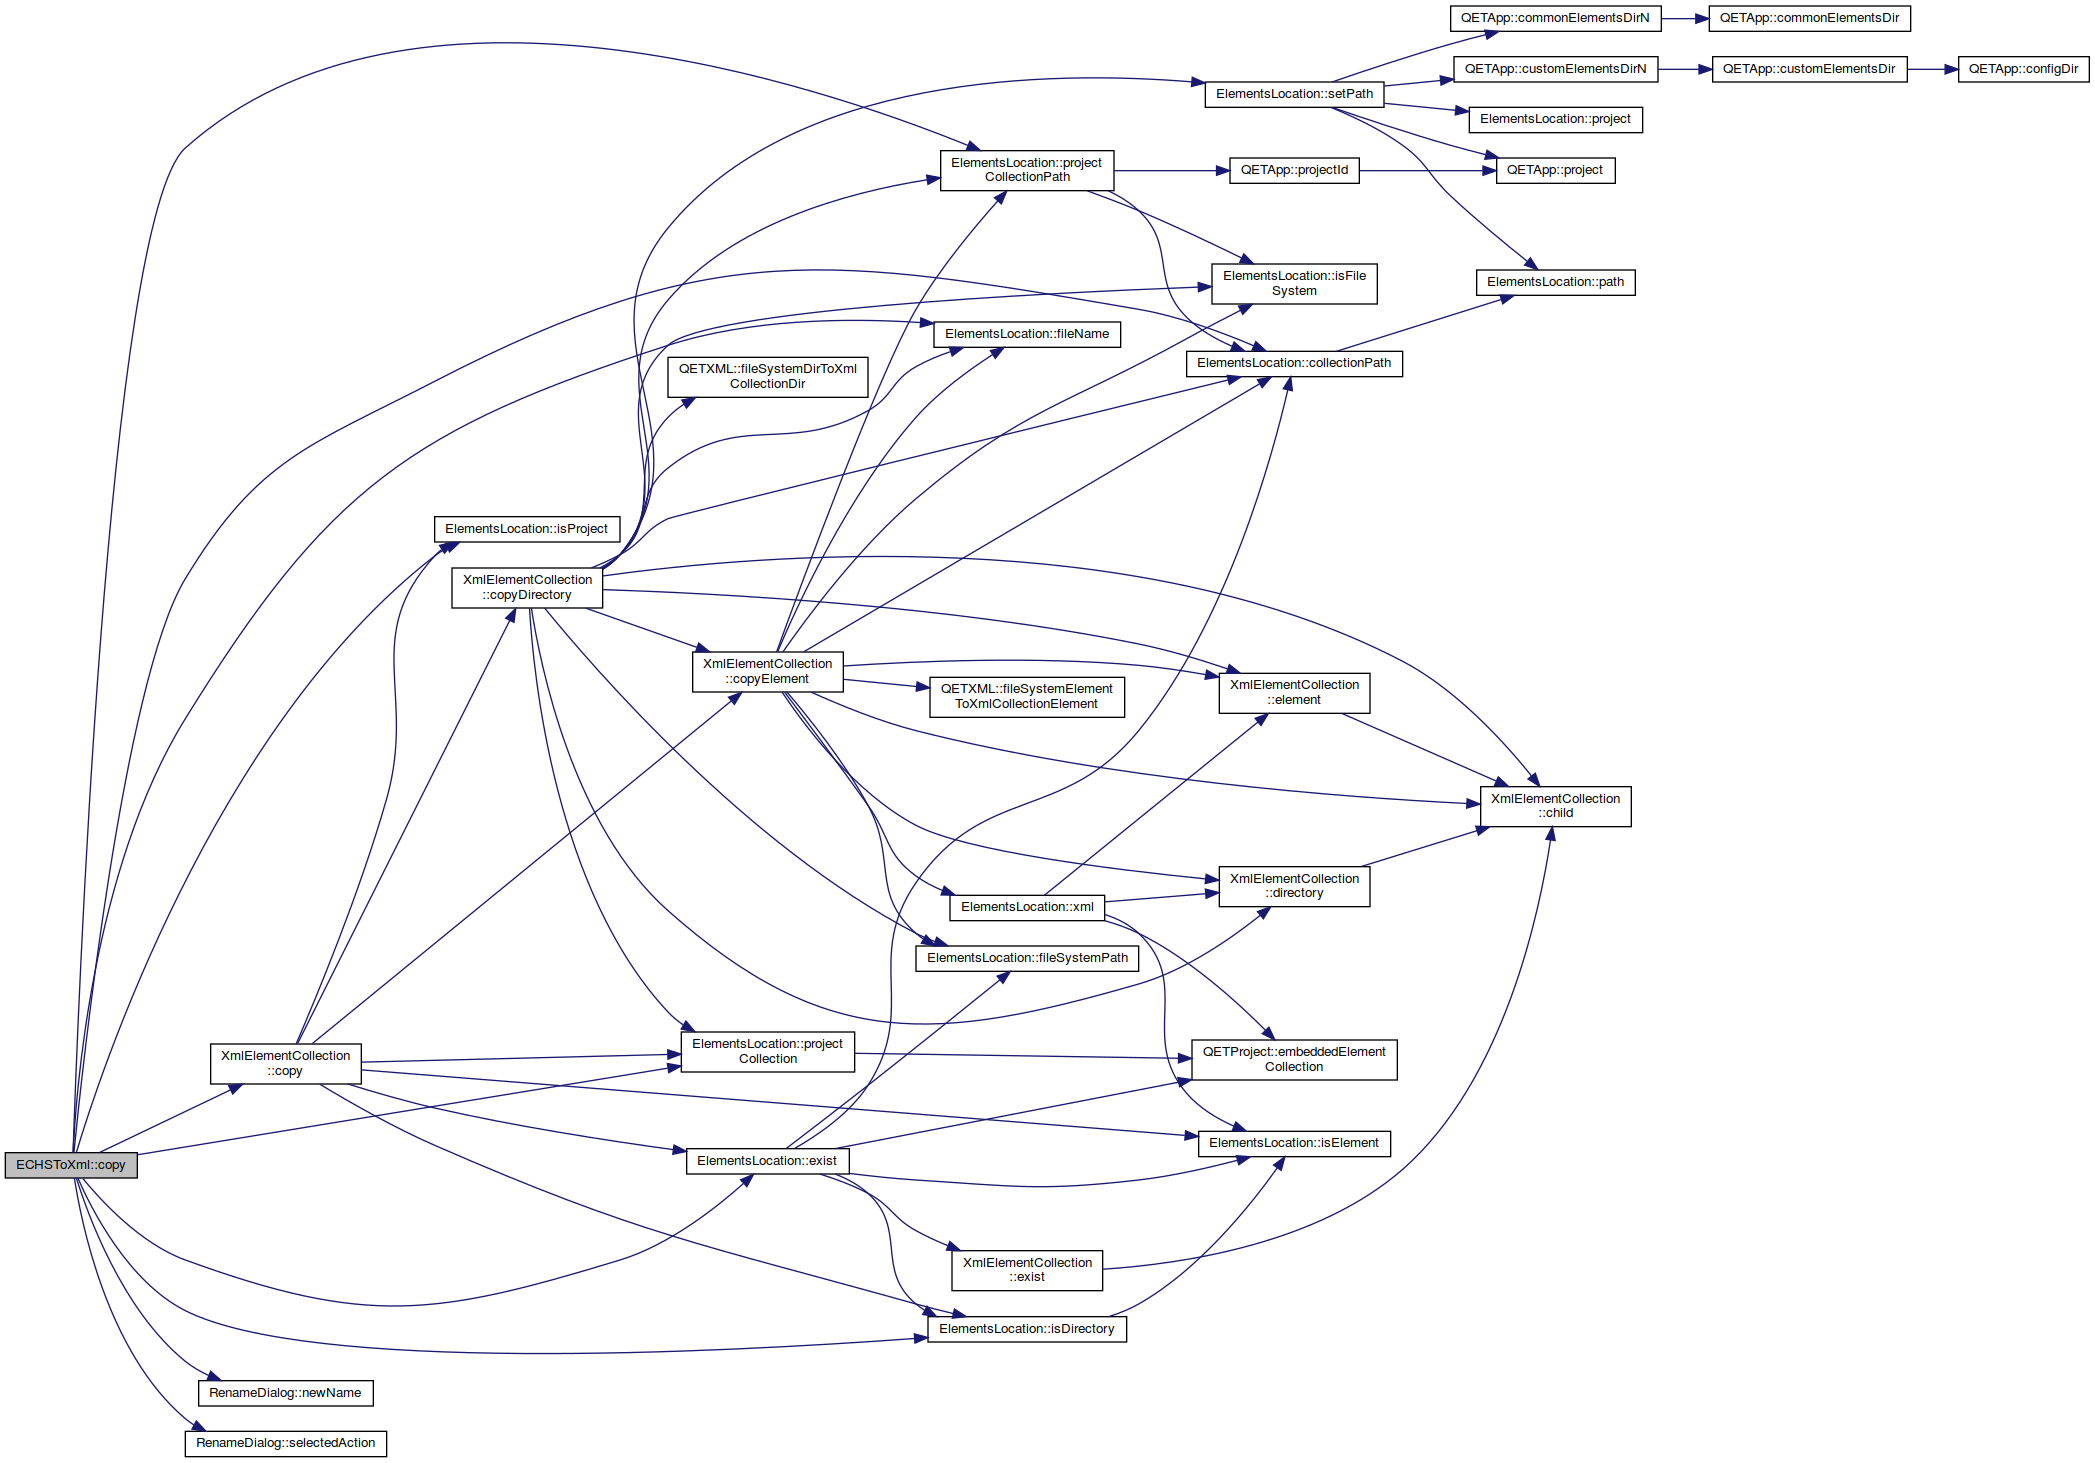 QETApp::commonElementsDirN
QETApp::commonElementsDir
QETApp::customElementsDirN
QETApp::customElementsDir
QETApp::configDir
ElementsLocation::setPath
ElementsLocation::project
ElementsLocation::project
CollectionPath
QETApp::projectId
QETApp::project
ElementsLocation::isFile
System
ElementsLocation::path
ElementsLocation::fileName
QETXML::fileSystemDirToXml
CollectionDir
ElementsLocation::collectionPath
ElementsLocation::isProject
XmlElementCollection
::copyDirectory
XmlElementCollection
::copyElement
QETXML::fileSystemElement
ToXmlCollectionElement
XmlElementCollection
::element
XmlElementCollection
::child
XmlElementCollection
::directory
ElementsLocation::xml
ElementsLocation::fileSystemPath
XmlElementCollection
::copy
ElementsLocation::project
Collection
QETProject::embeddedElement
Collection
ElementsLocation::isElement
ECHSToXml::copy
ElementsLocation::exist
XmlElementCollection
::exist
ElementsLocation::isDirectory
RenameDialog::newName
RenameDialog::selectedAction